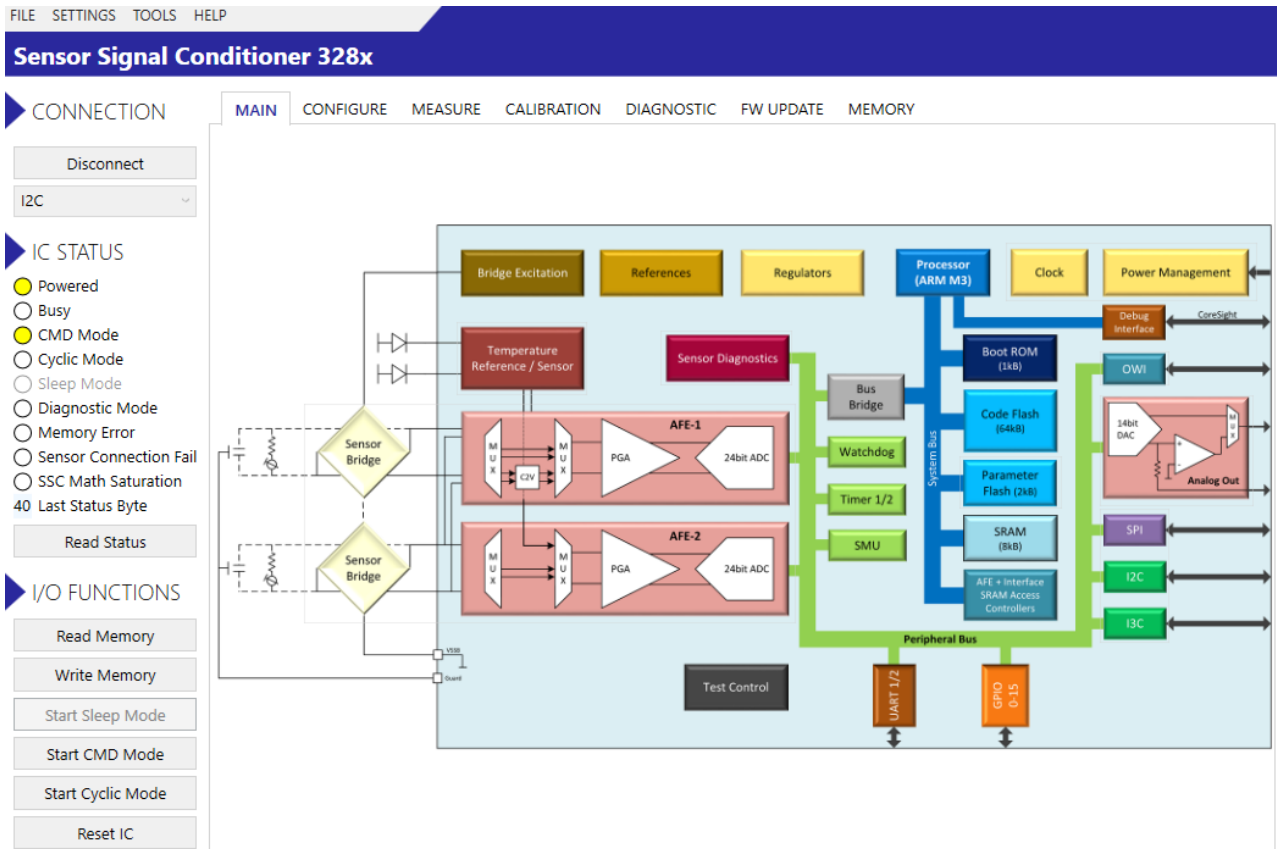 FILE SETTINGS TOOLS HELP
Sensor Signal Conditioner 328x
CONNECTION
Disconnect
I2C
IC STATUS
Powered
Busy
CMD Mode
Cyclic Mode
Sleep Mode
Diagnostic Mode
Memory Error
Sensor Connection Fail
SSC Math Saturation
40 Last Status Byte
Read Status
I/O FUNCTIONS
Read Memory
Write Memory
Start Sleep Mode
Start CMD Mode
Start Cyclic Mode
Reset IC
MAIN CONFIGURE MEASURE CALIBRATION DIAGNOSTIC FW UPDATE MEMORY
Bridge Excitation
References
Regulators
Processor
(ARM M3)
Clock
Power Management
Debug
Interface
CoreSight
Temperature
Reference / Sensor
Sensor Diagnostics
Boot ROM
(1kB)
OWI
Bus
Bridge
Code Flash
(64kB)
System Bus
Sensor
Bridge
AFE-1
MUX
C2V
MUX
PGA
24bit ADC
Watchdog
14bit
DAC
MUX
+
-
Analog Out
Parameter
Flash (2kB)
Timer 1/2
SRAM
(8kB)
SPI
Sensor
Bridge
AFE-2
MUX
MUX
PGA
24bit ADC
SMU
AFE + Interface
SRAM Access
Controllers
I2C
I3C
Peripheral Bus
VSSB
Guard
Test Control
UART 1/2
GPIO
0-15